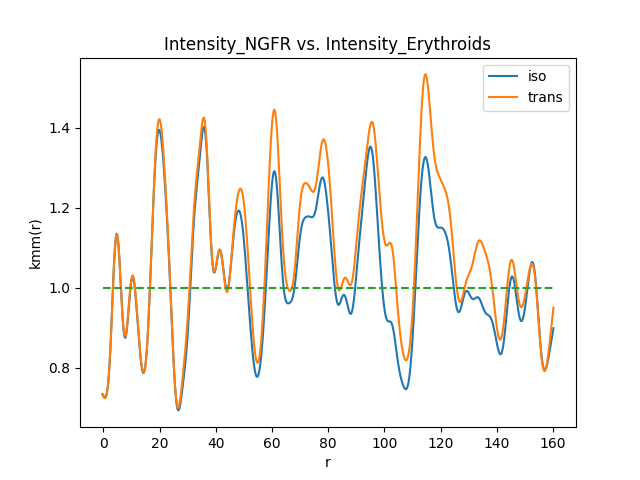 Intensity_NGFR vs. Intensity_Erythroids
iso
trans
kmm(r)
1.4
1.2
1.0
0.8
0 20 40 60 80 100 120 140 160
r